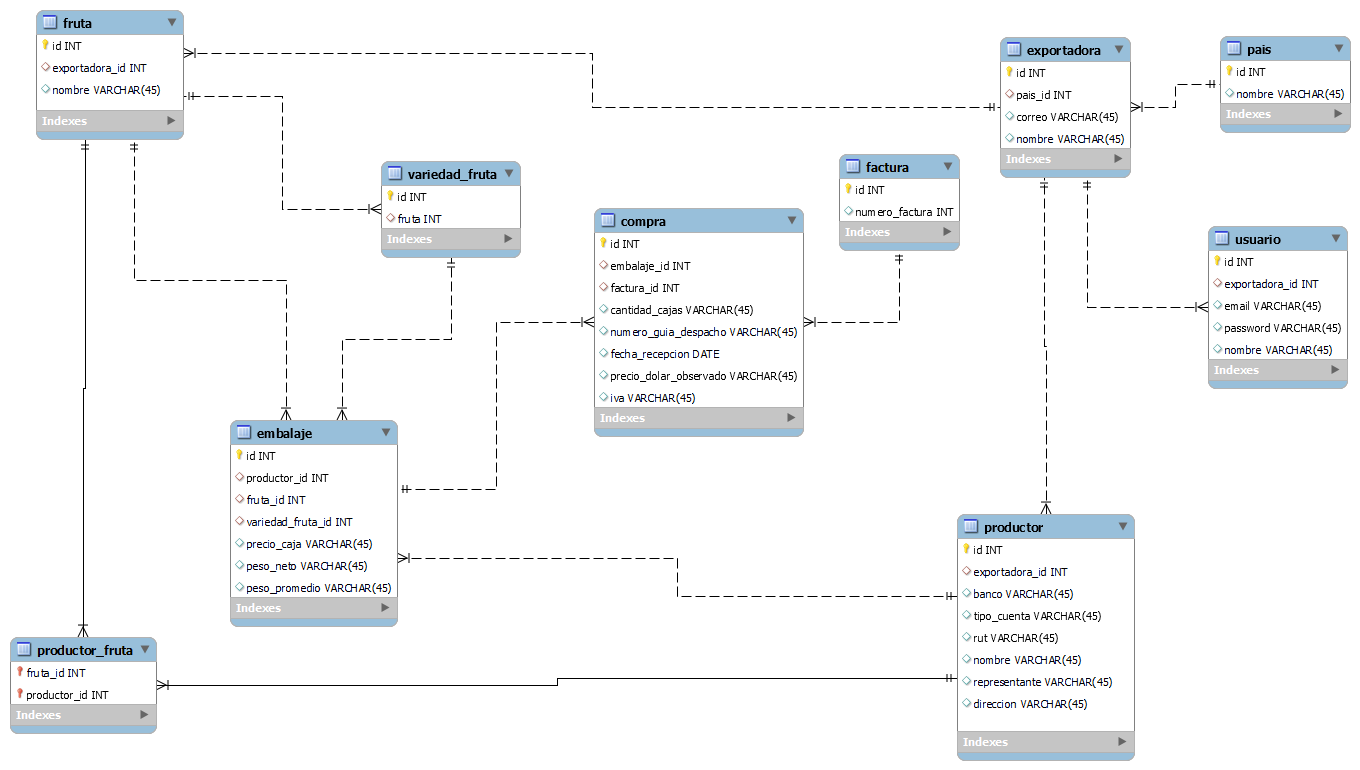 fruta
id INT
exportadora_id INT
nombre VARCHAR(45)
Indexes
exportadora
id INT
pais_id INT
correo VARCHAR(45)
nombre VARCHAR(45)
Indexes
pais
id INT
nombre VARCHAR(45)
Indexes
variedad_fruta
id INT
fruta INT
Indexes
factura
id INT
numero_factura INT
Indexes
compra
id INT
embalaje_id INT
factura_id INT
cantidad_cajas VARCHAR(45)
numero_guia_despacho VARCHAR(45)
fecha_recepcion DATE
precio_dolar_observado VARCHAR(45)
iva VARCHAR(45)
Indexes
usuario
id INT
exportadora_id INT
email VARCHAR(45)
password VARCHAR(45)
nombre VARCHAR(45)
Indexes
embalaje
id INT
productor_id INT
fruta_id INT
variedad_fruta_id INT
precio_caja VARCHAR(45)
peso_neto VARCHAR(45)
peso_promedio VARCHAR(45)
Indexes
productor
id INT
exportadora_id INT
banco VARCHAR(45)
tipo_cuenta VARCHAR(45)
rut VARCHAR(45)
nombre VARCHAR(45)
representante VARCHAR(45)
direccion VARCHAR(45)
Indexes
productor_fruta
fruta_id INT
productor_id INT
Indexes